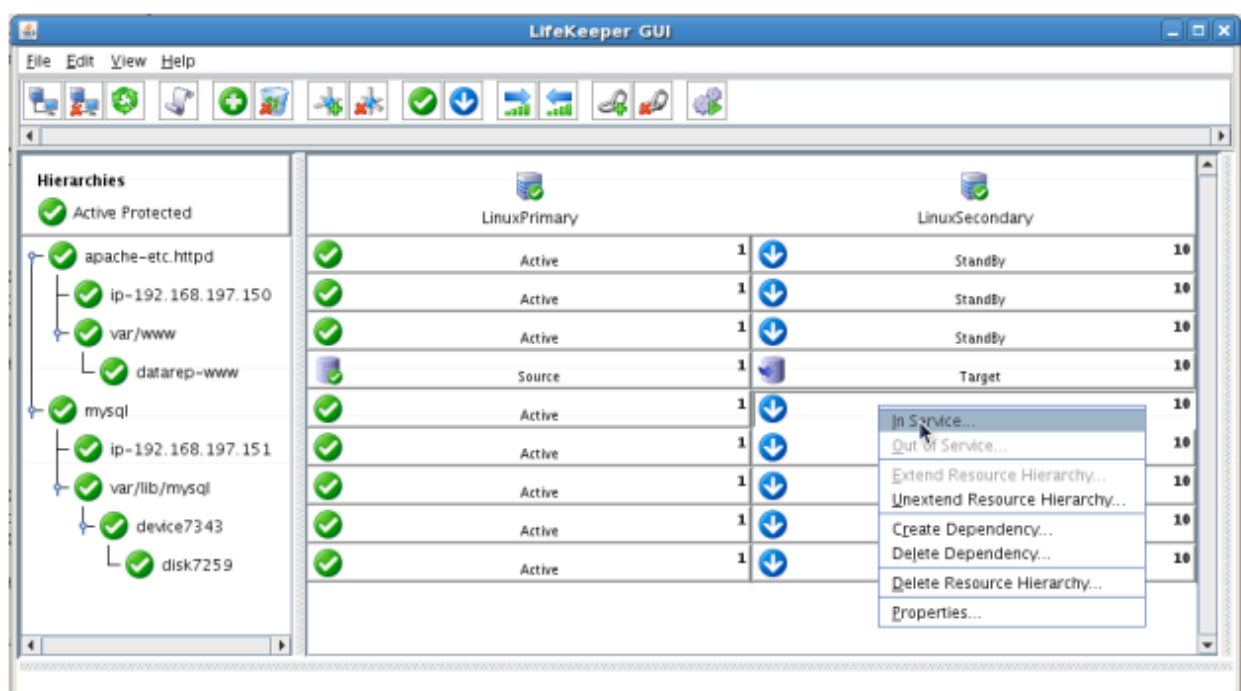 LifeKeeper GUI
File Edit View Help
Hierarchies
Active Protected
LinuxPrimary LinuxSecondary
apache-etc.httpd Active 1 StandBy 10
ip-192.168.197.150 Active 1 StandBy 10
var/www Active 1 StandBy 10
datarep-www Source 1 Target 10
mysql Active 1 10
ip-192.168.197.151 Active 1 10
var/lib/mysql Active 1 10
device7343 Active 1 10
disk7259 Active 1 10
In Service...
Out of Service...
Extend Resource Hierarchy...
Unextend Resource Hierarchy...
Create Dependency...
Delete Dependency...
Delete Resource Hierarchy...
Properties...